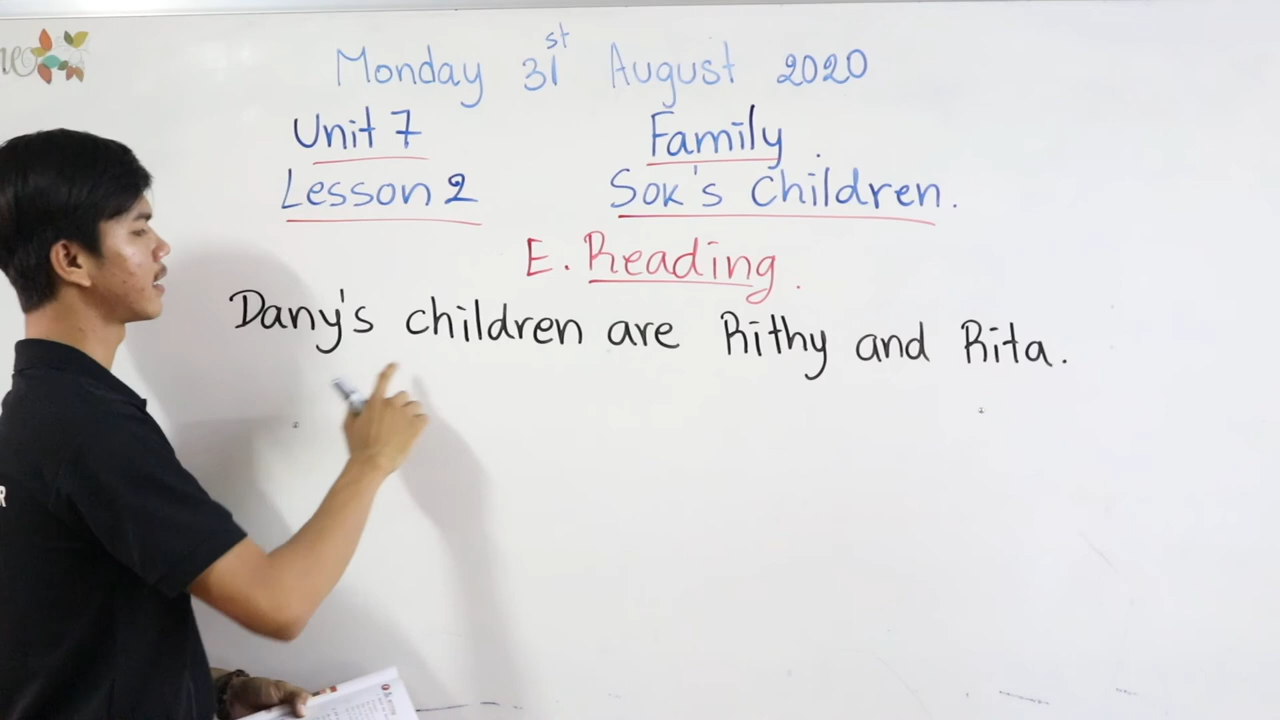 Monday 31st August 2020
Unit 7 Family.
Lesson 2 Sok's Children.
E. Reading.
Dany's children are Rithy and Rita.